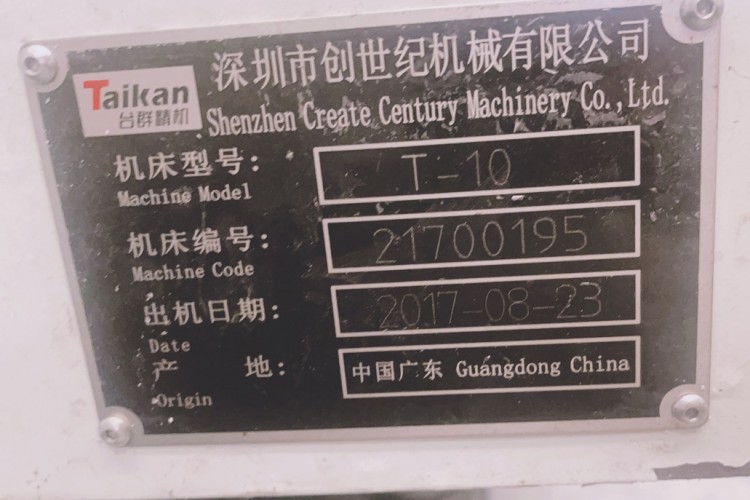 Taikan
台群精机
深圳市创世纪机械有限公司
Shenzhen Create Century Machinery Co.,Ltd.
机床型号: T-10
Machine Model
机床编号: 21700195
Machine Code
出机日期: 2017-08-23
Date
产 地: 中国广东 Guangdong China
Origin